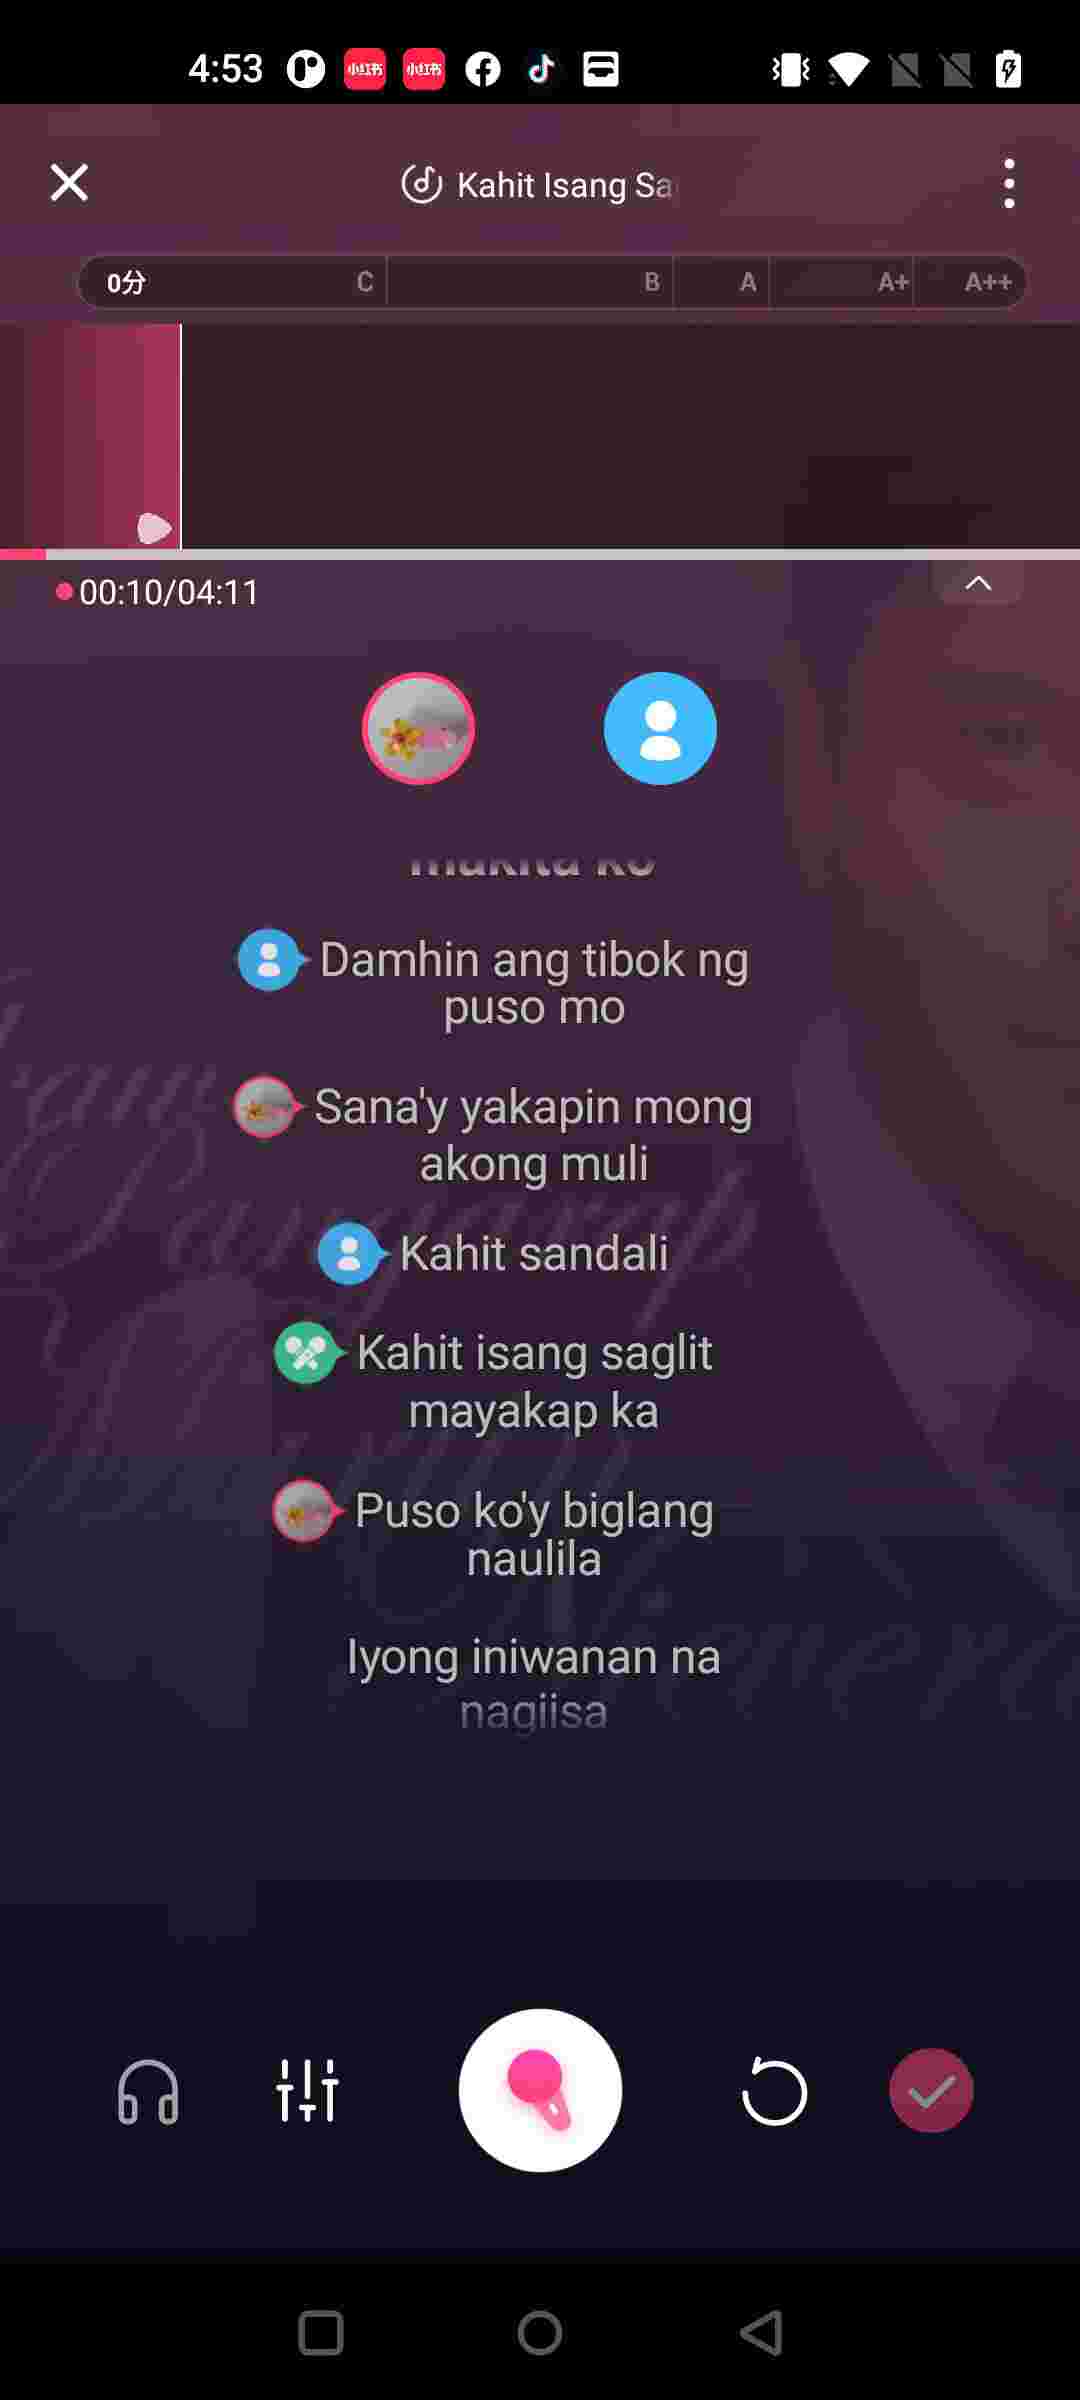 4:53
小红书 小红书
Kahit Isang Sa
0分 C B A A+ A++
00:10/04:11
makita ko
Damhin ang tibok ng
puso mo
Sana'y yakapin mong
akong muli
Kahit sandali
Kahit isang saglit
mayakap ka
Puso ko'y biglang
naulila
Iyong iniwanan na
nagiisa